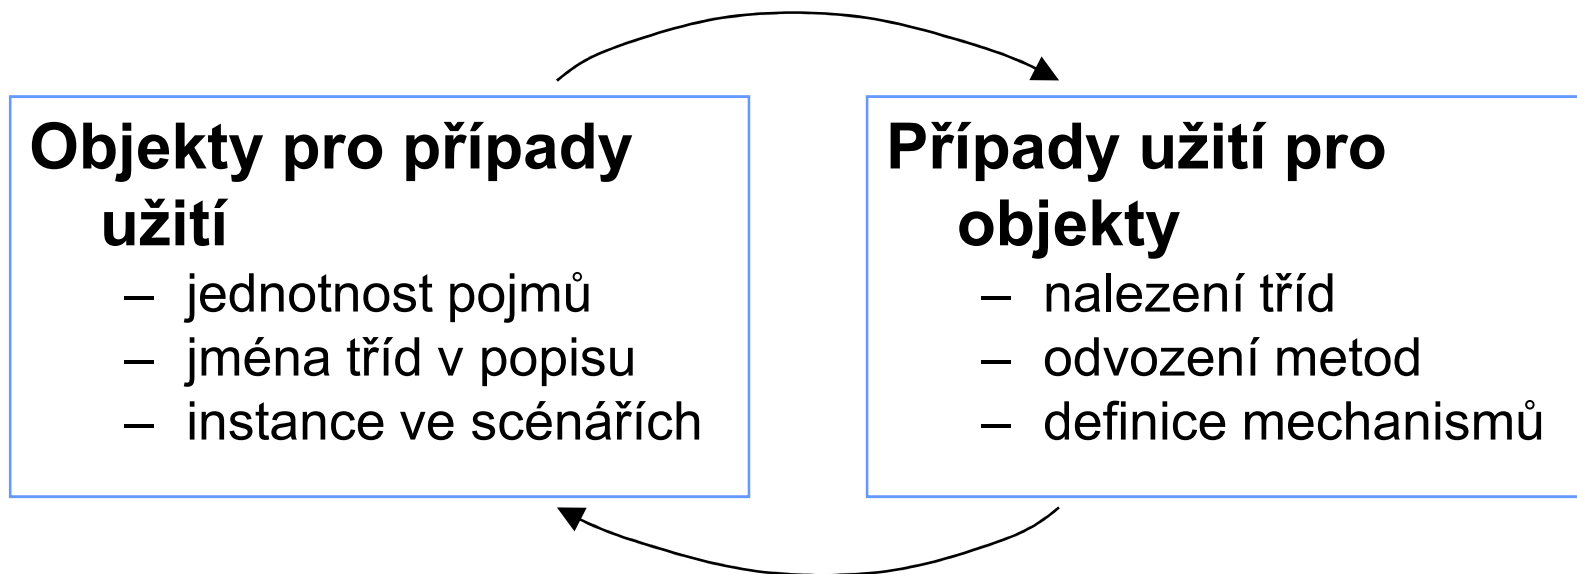 Objekty pro případy
užití
– jednotnost pojmů
– jména tříd v popisu
– instance ve scénářích
Případy užití pro
objekty
– nalezení tříd
– odvození metod
– definice mechanismů